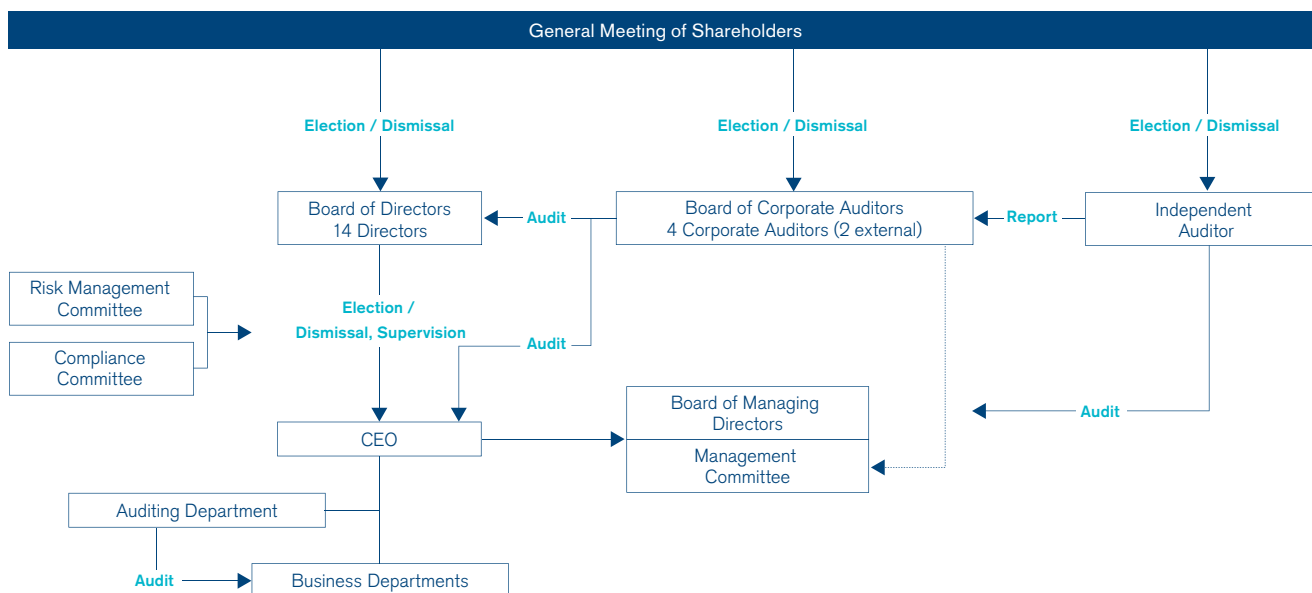 General Meeting of Shareholders
Election / Dismissal
Election / Dismissal
Election / Dismissal
Board of Directors
14 Directors
Audit
Board of Corporate Auditors
4 Corporate Auditors (2 external)
Report
Independent
Auditor
Risk Management
Committee
Compliance
Committee
Election /
Dismissal, Supervision
Audit
Board of Managing
Directors
Management
Committee
Audit
CEO
Auditing Department
Audit
Business Departments